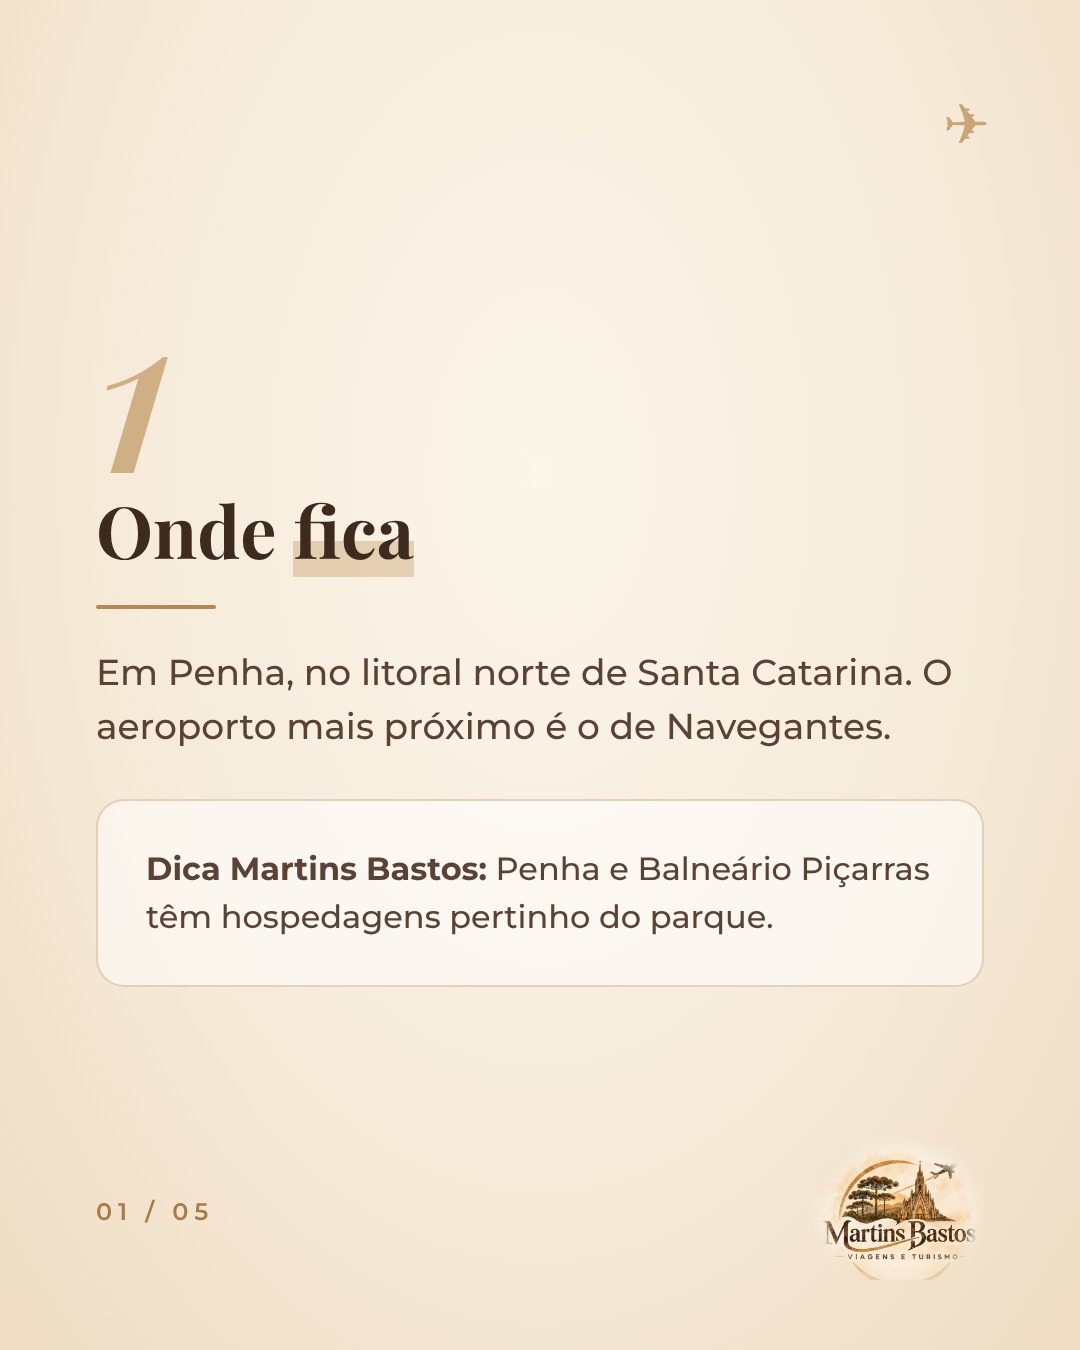 1
Onde fica
Em Penha, no litoral norte de Santa Catarina. O
aeroporto mais próximo é o de Navegantes.
Dica Martins Bastos: Penha e Balneário Piçarras
têm hospedagens pertinho do parque.
01 / 05
Martins Bastos
VIAGENS E TURISMO